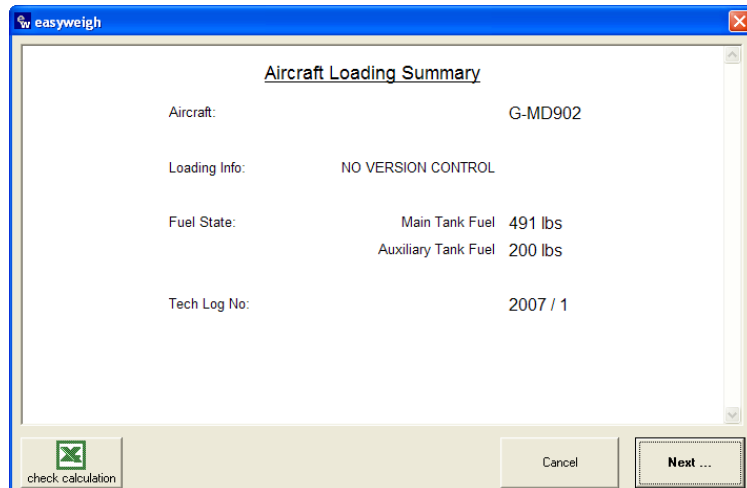 easyweigh
Aircraft Loading Summary
Aircraft: G-MD902
Loading Info: NO VERSION CONTROL
Fuel State: Main Tank Fuel 491 lbs
Auxiliary Tank Fuel 200 lbs
Tech Log No: 2007 / 1
check calculation
Cancel
Next ...